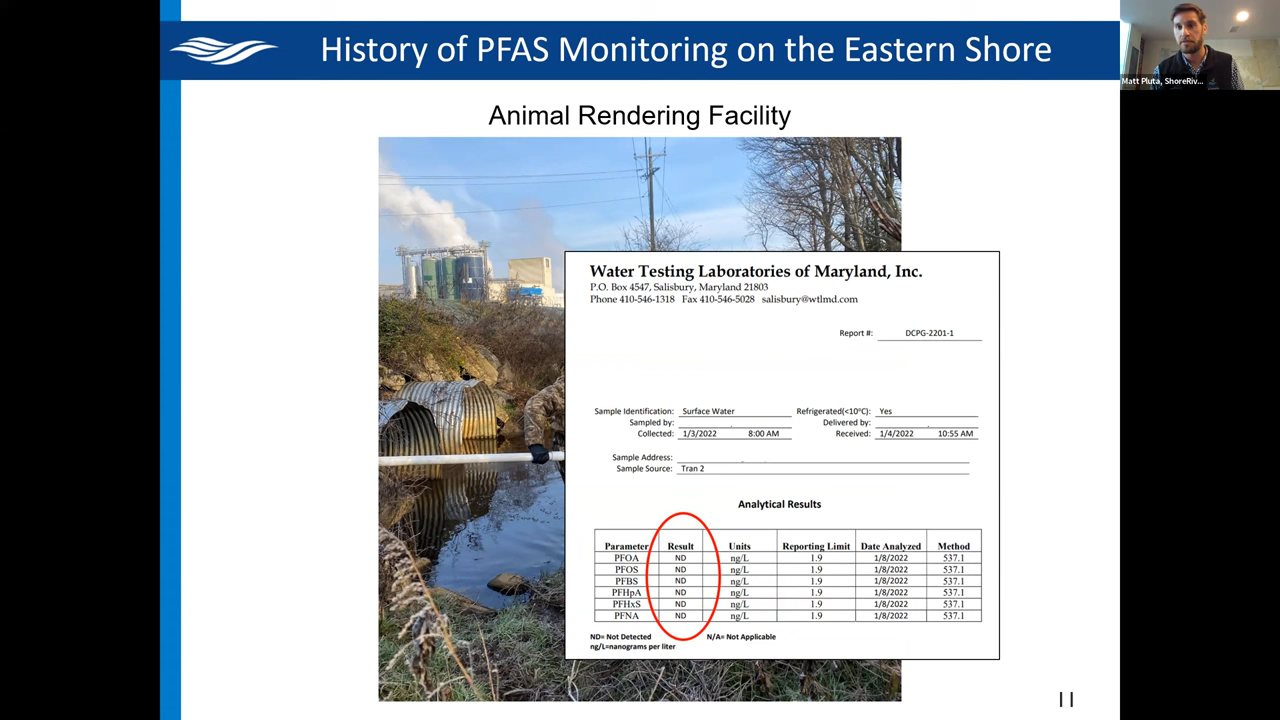 History of PFAS Monitoring on the Eastern Shore
Matt Pluta, ShoreRiv...
Animal Rendering Facility
Water Testing Laboratories of Maryland, Inc.
P.O. Box 4547, Salisbury, Maryland 21803
Phone 410-546-1318 Fax 410-546-5028 salisbury@wtlmd.com
Report #: DCPG-2201-1
Sample Identification: Surface Water Refrigerated(<10°C): Yes
Sampled by: Delivered by:
Collected: 1/3/2022 8:00 AM Received: 1/4/2022 10:55 AM
Sample Address:
Sample Source: Tran 2
Analytical Results
Parameter Result Units Reporting Limit Date Analyzed Method
PFOA ND ng/L 1.9 1/8/2022 537.1
PFOS ND ng/L 1.9 1/8/2022 537.1
PFBS ND ng/L 1.9 1/8/2022 537.1
PFHpA ND ng/L 1.9 1/8/2022 537.1
PFHxS ND ng/L 1.9 1/8/2022 537.1
PFNA ND ng/L 1.9 1/8/2022 537.1
ND= Not Detected N/A= Not Applicable
ng/L=nanograms per liter
11